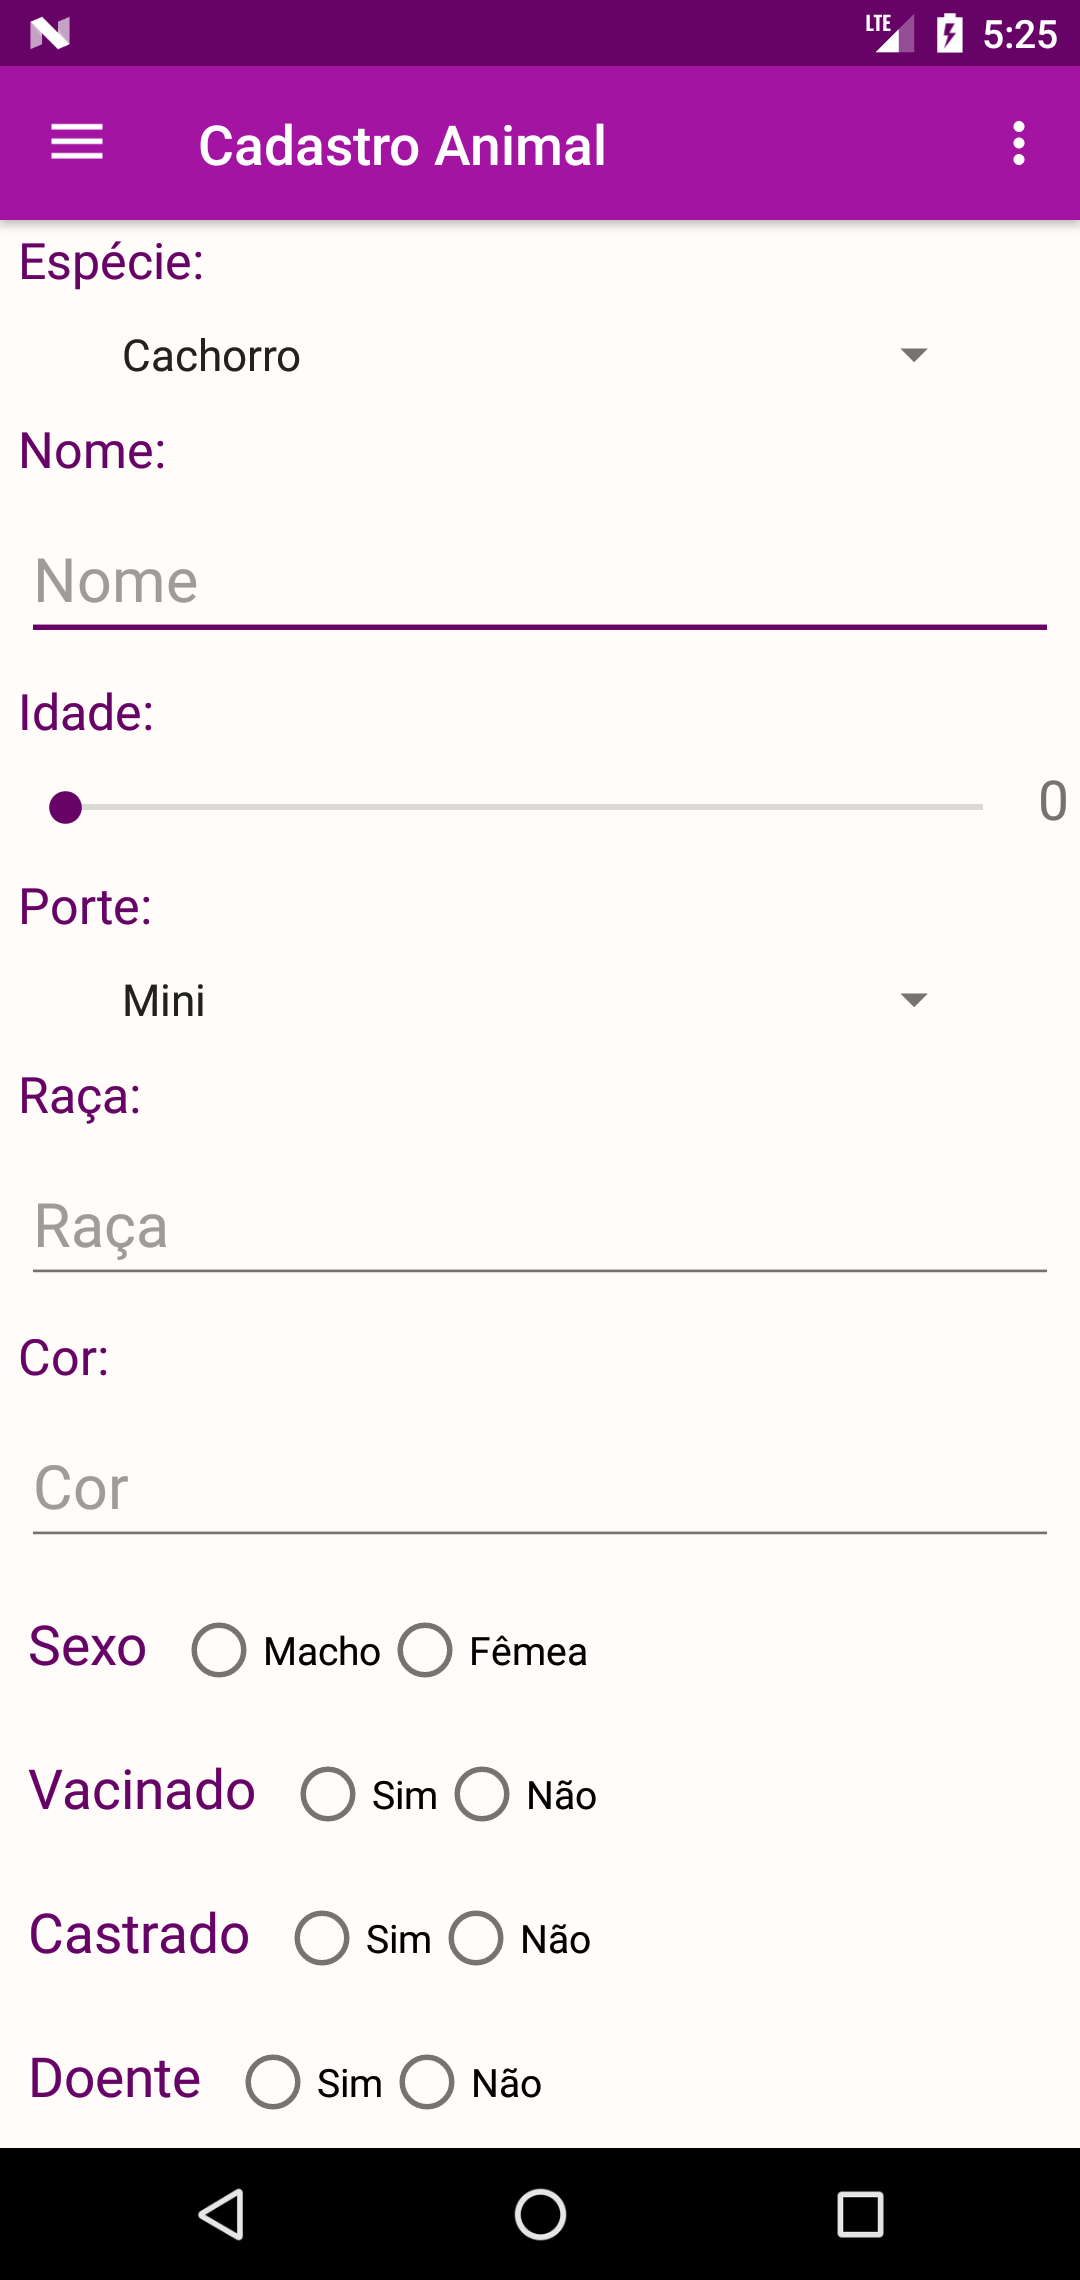 LTE 5:25
Cadastro Animal
Espécie:
Cachorro
Nome:
Nome
Idade:
0
Porte:
Mini
Raça:
Raça
Cor:
Cor
Sexo Macho Fêmea
Vacinado Sim Não
Castrado Sim Não
Doente Sim Não